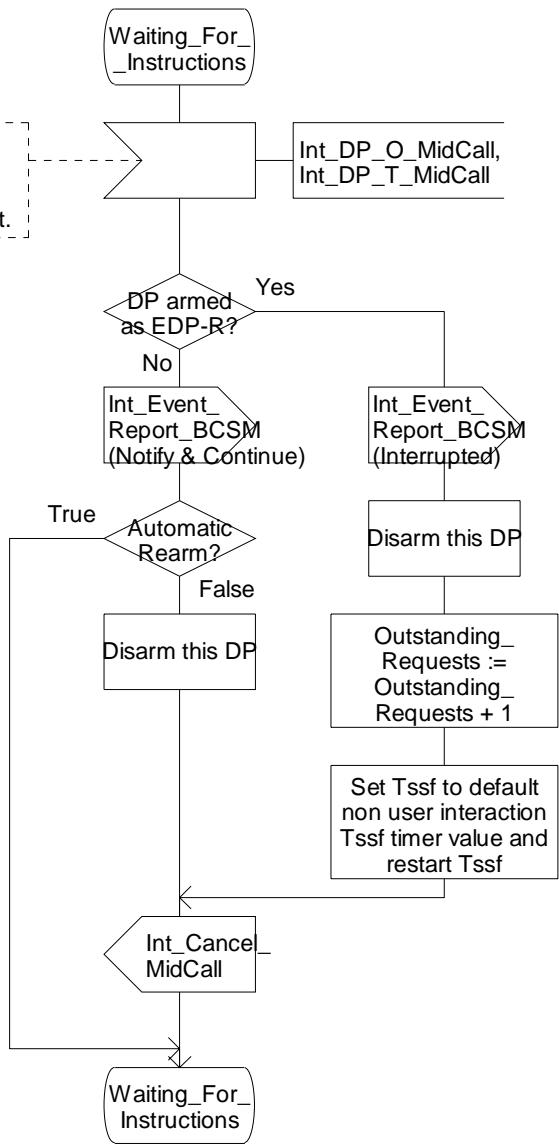 Waiting_For_
_Instructions
t.
Int_DP_O_MidCall,
Int_DP_T_MidCall
DP armed
as EDP-R?
Yes
No
Int_Event_
Report_BCSM
(Notify & Continue)
Int_Event_
Report_BCSM
(Interrupted)
True
Automatic
Rearm?
False
Disarm this DP
Disarm this DP
Outstanding_
Requests :=
Outstanding_
Requests + 1
Set Tssf to default
non user interaction
Tssf timer value and
restart Tssf
Int_Cancel_
MidCall
Waiting_For_
Instructions